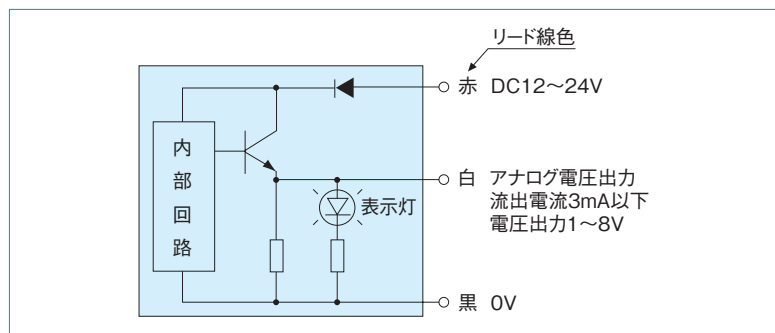 リード線色
赤 DC12～24V
内部回路
白 アナログ電圧出力
流出電流3mA以下
電圧出力1～8V
表示灯
黒 0V